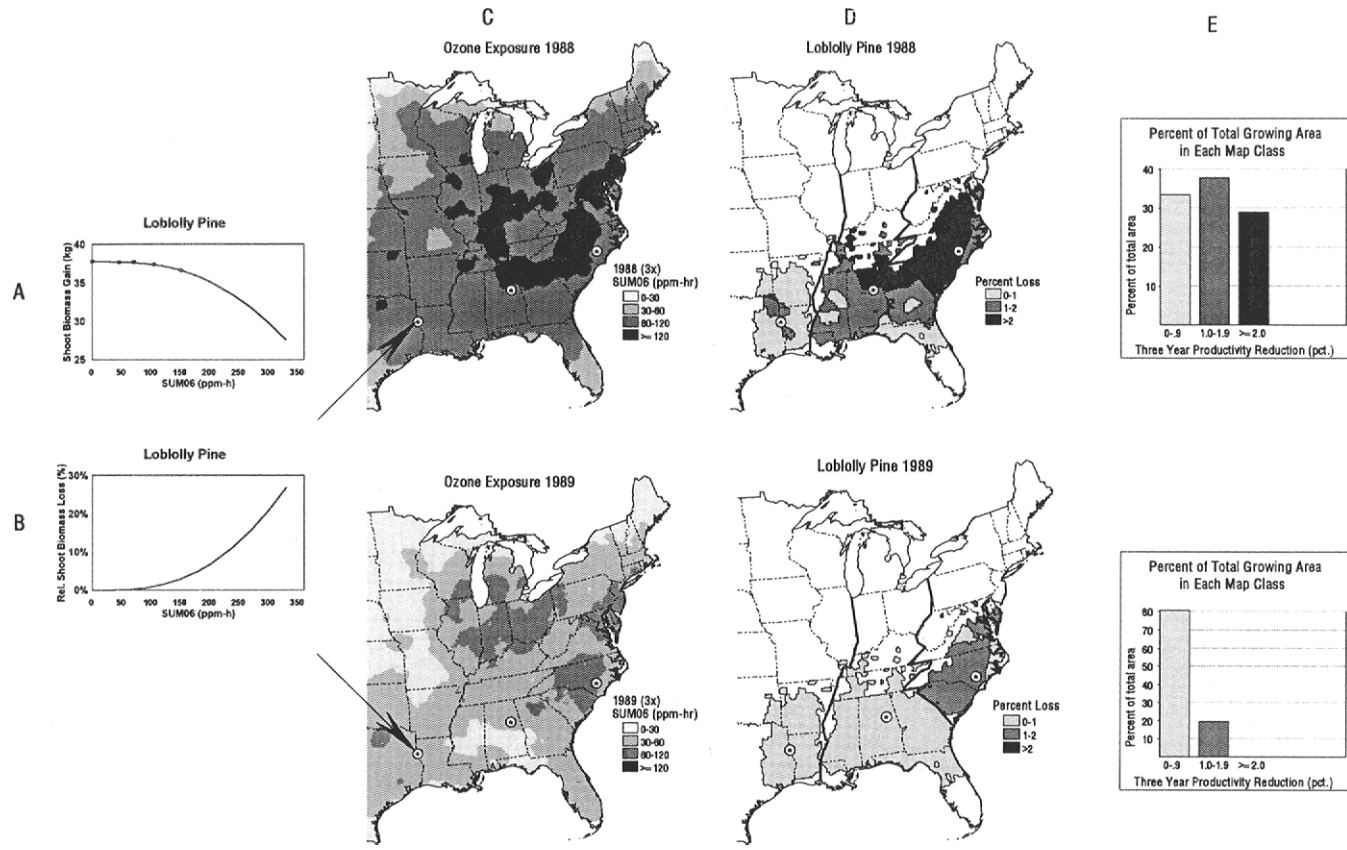 C
D
E
Ozone Exposure 1988
Loblolly Pine 1988
1988 (3x)
SUM06 (ppm-hr)
0-30
30-60
60-120
>= 120
Percent Loss
0-1
1-2
>2
Percent of Total Growing Area
in Each Map Class
Percent of total area
40
30
20
10
0-.9
1.0-1.9
>= 2.0
Three Year Productivity Reduction (pct.)
A
Loblolly Pine
Shoot Biomass Gain (kg)
40
35
30
25
0 50 100 150 200 250 300 350
SUM06 (ppm-h)
B
Loblolly Pine
Rel. Shoot Biomass Loss (%)
30%
20%
10%
0%
0 50 100 150 200 250 300 350
SUM06 (ppm-h)
Ozone Exposure 1989
1989 (3x)
SUM06 (ppm-hr)
0-30
30-60
60-120
>= 120
Loblolly Pine 1989
Percent Loss
0-1
1-2
>2
Percent of Total Growing Area
in Each Map Class
Percent of total area
80
70
60
50
40
30
20
10
0-.9
1.0-1.9
>= 2.0
Three Year Productivity Reduction (pct.)